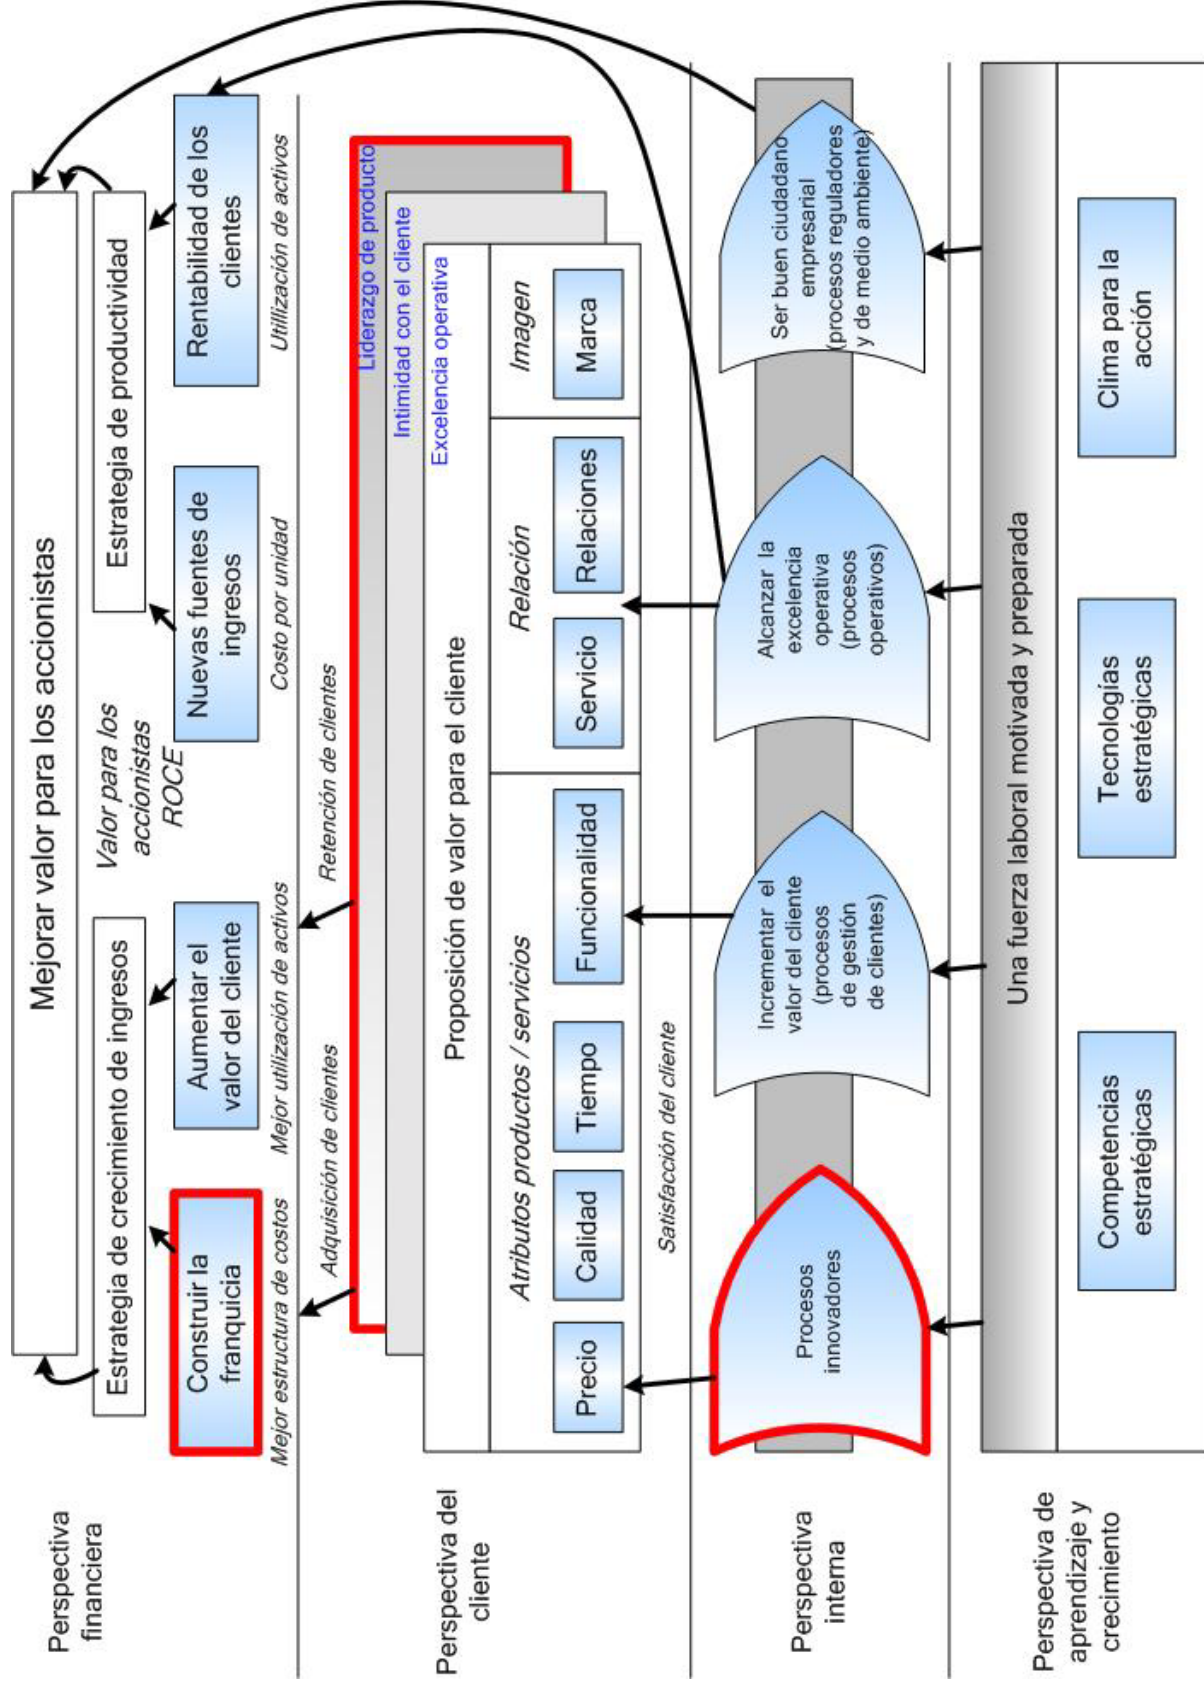 Perspectiva
financiera
Mejorar valor para los accionistas
Estrategia de crecimiento de ingresos
Valor para los
accionistas
ROCE
Estrategia de productividad
Construir la
franquicia
Aumentar el
valor del cliente
Nuevas fuentes de
ingresos
Rentabilidad de los
clientes
Mejor estructura de costos
Mejor utilización de activos
Costo por unidad
Utilización de activos
Perspectiva del
cliente
Adquisición de clientes
Retención de clientes
Liderazgo de producto
Intimidad con el cliente
Excelencia operativa
Proposición de valor para el cliente
Atributos productos / servicios
Relación
Imagen
Precio
Calidad
Tiempo
Funcionalidad
Servicio
Relaciones
Marca
Satisfacción del cliente
Perspectiva
interna
Procesos
innovadores
Incrementar el
valor del cliente
(procesos
de gestión
de clientes)
Alcanzar la
excelencia
operativa
(procesos
operativos)
Ser buen ciudadano
empresarial
(procesos reguladores
y de medio ambiente)
Perspectiva de
aprendizaje y
crecimiento
Una fuerza laboral motivada y preparada
Competencias
estratégicas
Tecnologías
estratégicas
Clima para la
acción